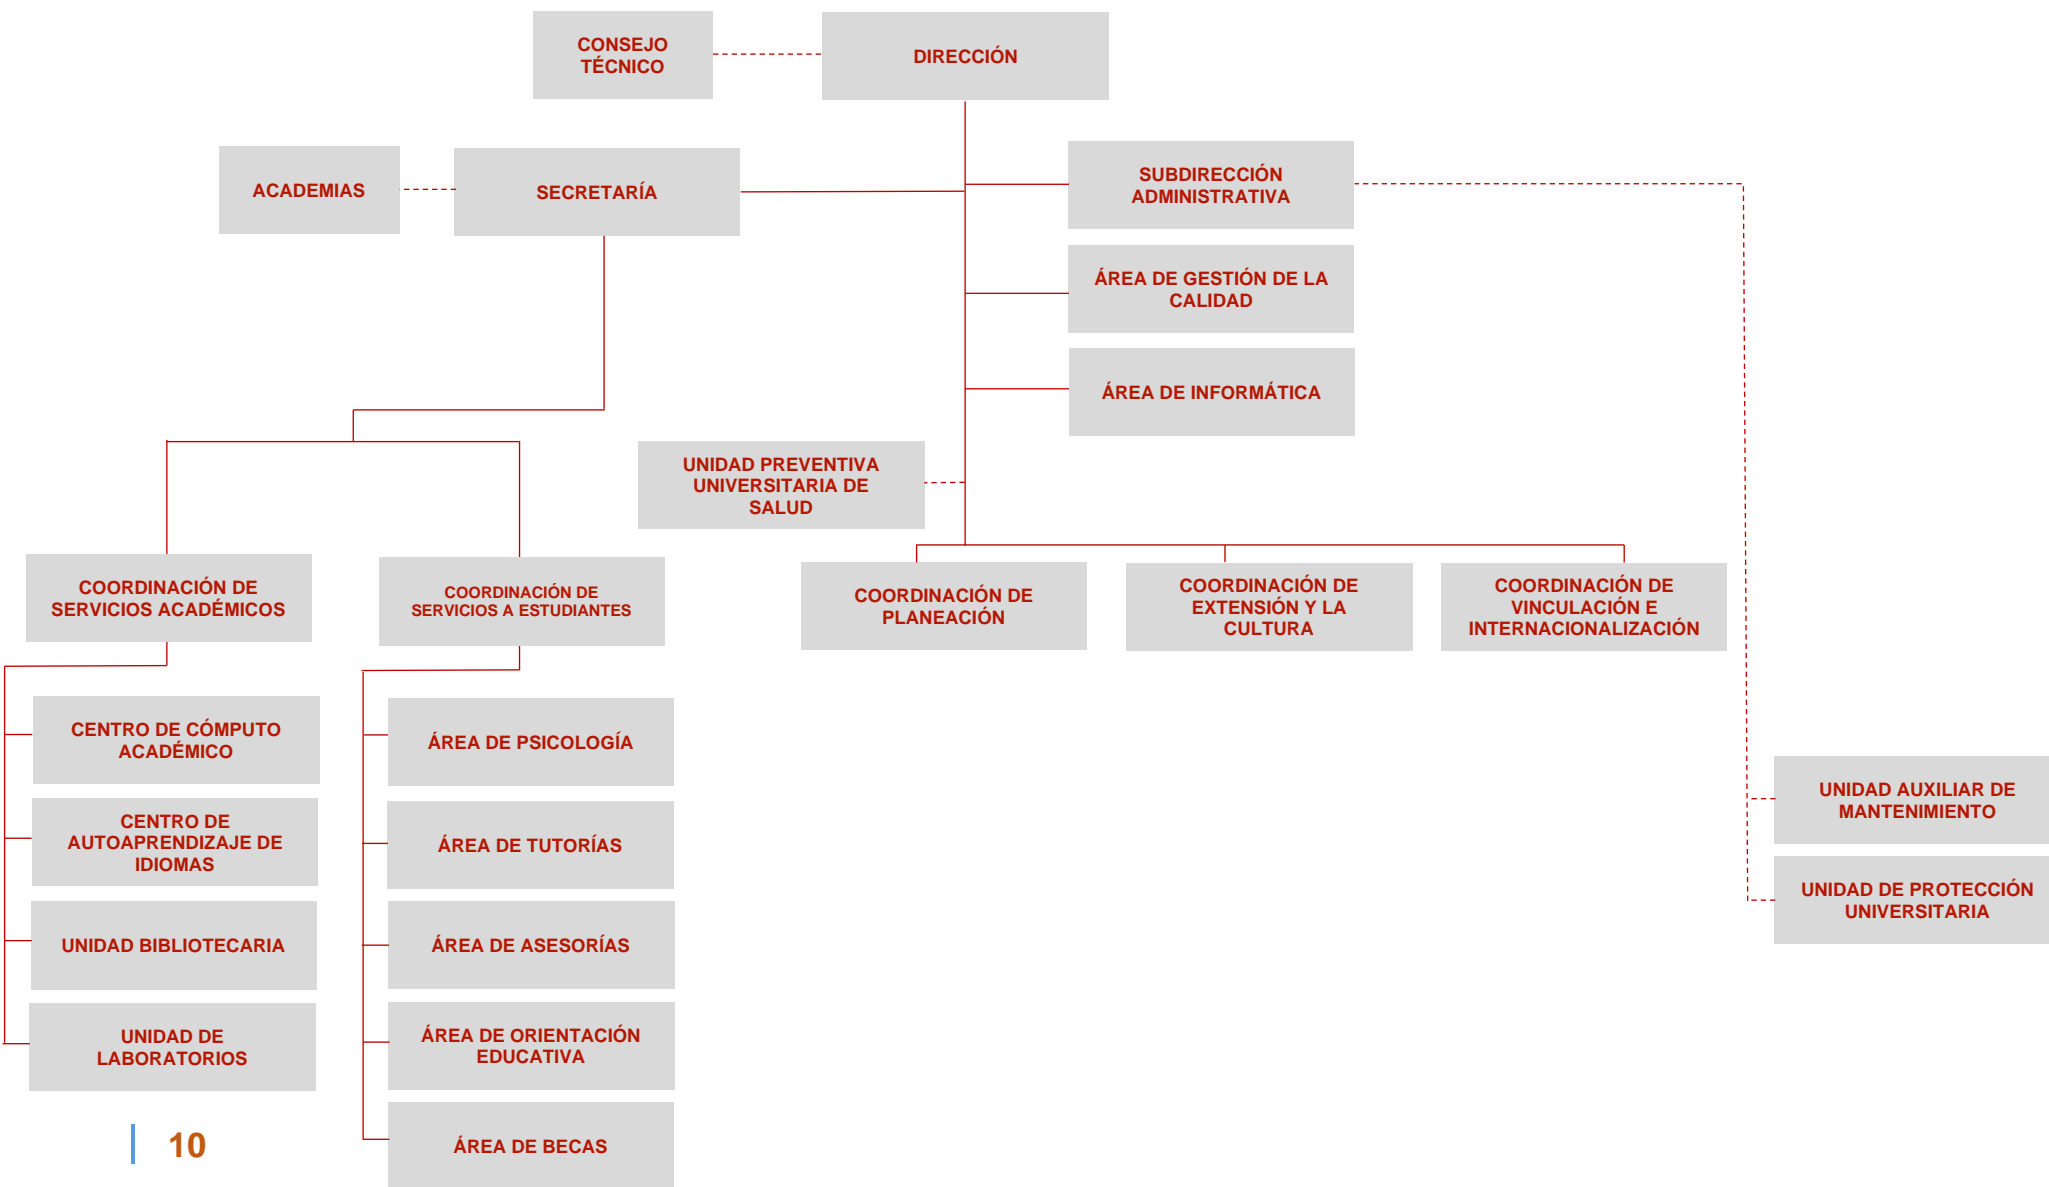 CONSEJO
TÉCNICO
DIRECCIÓN
ACADEMIAS
SECRETARÍA
SUBDIRECCIÓN
ADMINISTRATIVA
ÁREA DE GESTIÓN DE LA
CALIDAD
ÁREA DE INFORMÁTICA
UNIDAD PREVENTIVA
UNIVERSITARIA DE
SALUD
COORDINACIÓN DE
SERVICIOS ACADÉMICOS
COORDINACIÓN DE
SERVICIOS A ESTUDIANTES
COORDINACIÓN DE
PLANEACIÓN
COORDINACIÓN DE
EXTENSIÓN Y LA
CULTURA
COORDINACIÓN DE
VINCULACIÓN E
INTERNACIONALIZACIÓN
CENTRO DE CÓMPUTO
ACADÉMICO
CENTRO DE
AUTOAPRENDIZAJE DE
IDIOMAS
UNIDAD BIBLIOTECARIA
UNIDAD DE
LABORATORIOS
ÁREA DE PSICOLOGÍA
ÁREA DE TUTORÍAS
ÁREA DE ASESORÍAS
ÁREA DE ORIENTACIÓN
EDUCATIVA
ÁREA DE BECAS
UNIDAD AUXILIAR DE
MANTENIMIENTO
UNIDAD DE PROTECCIÓN
UNIVERSITARIA
10